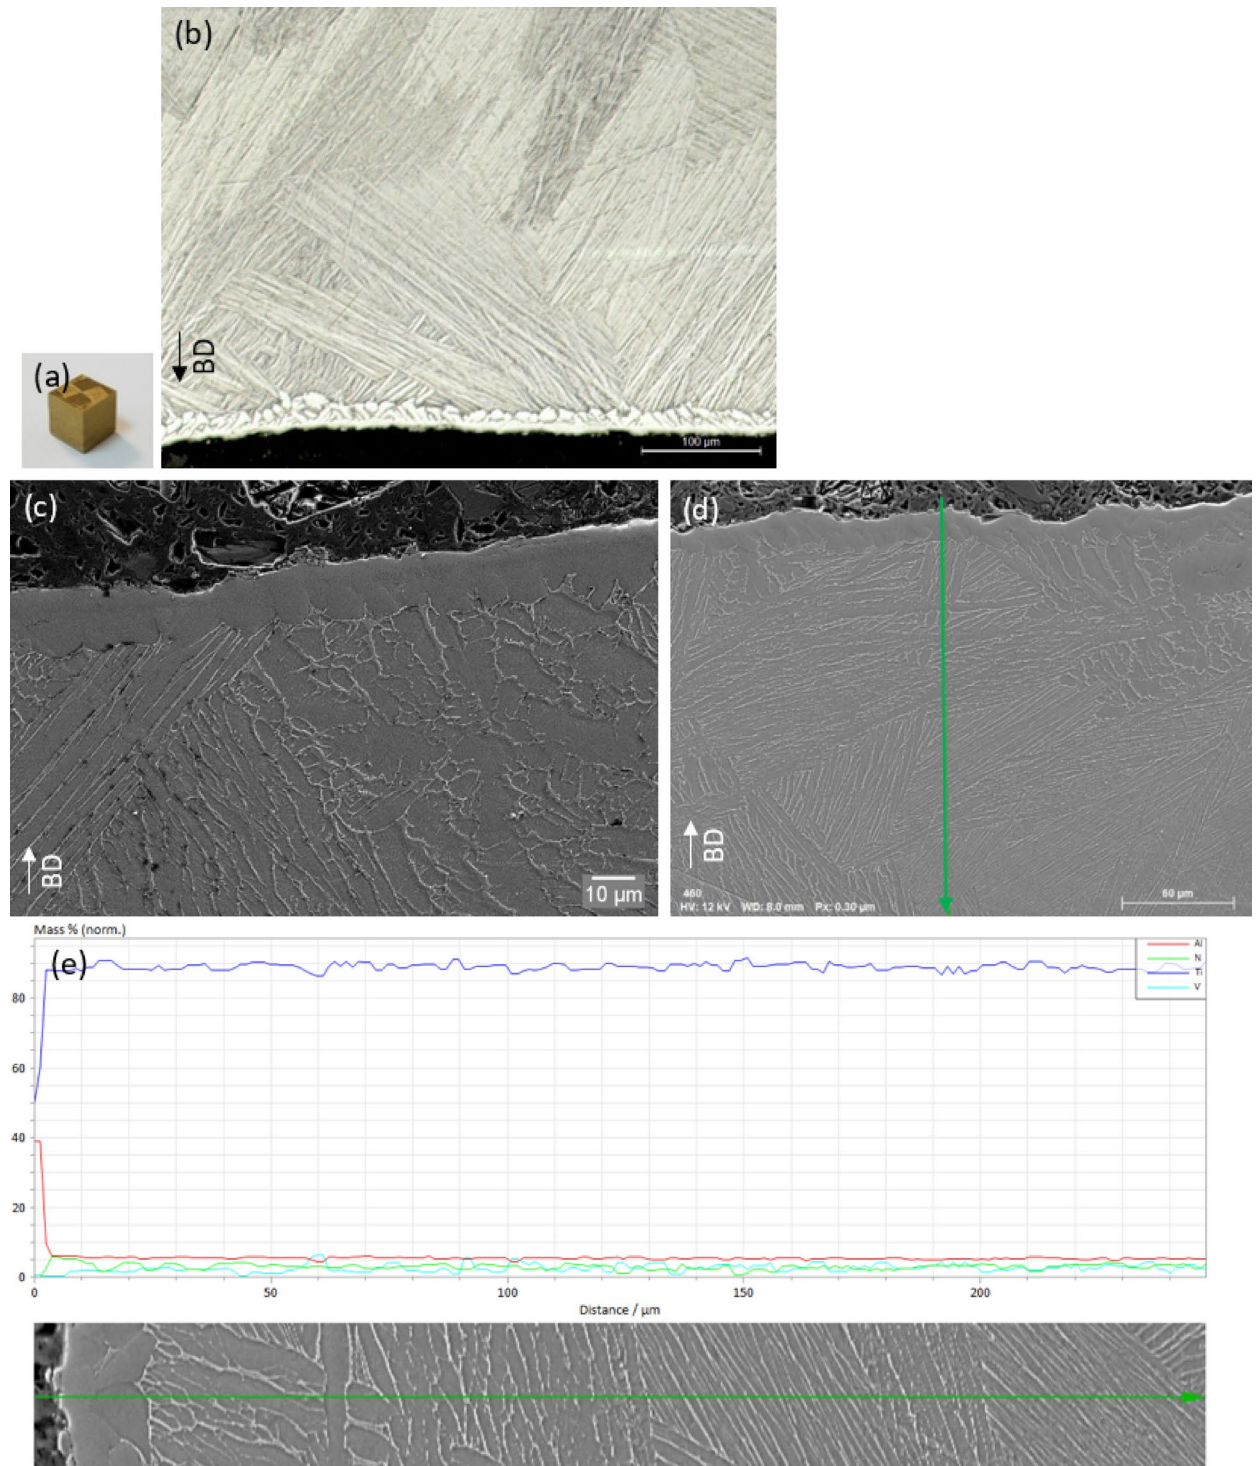 (b)
BD
100 µm
(a)
(c)
BD
10 µm
(d)
BD
460
HV: 12 kV WD: 8.0 mm Px: 0.30 µm
60 µm
Mass % (norm.)
(e)
Al
N
Ti
V
80
60
40
20
0
0 50 100 150 200
Distance / µm